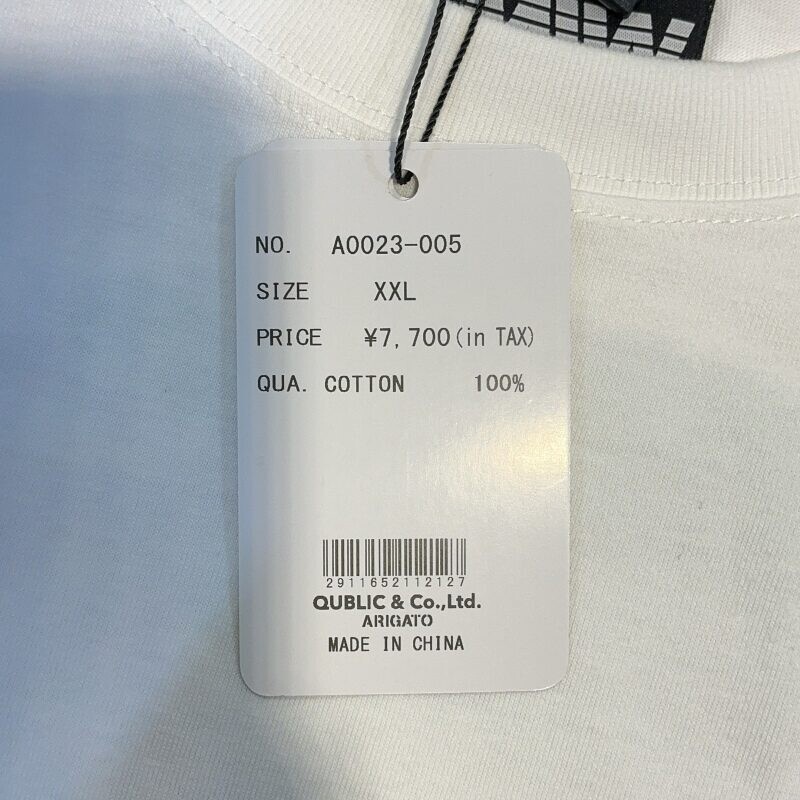 NO. A0023-005
SIZE XXL
PRICE ¥7,700(in TAX)
QUA. COTTON 100%
2911652112127
QUBLIC & Co.,Ltd.
ARIGATO
MADE IN CHINA